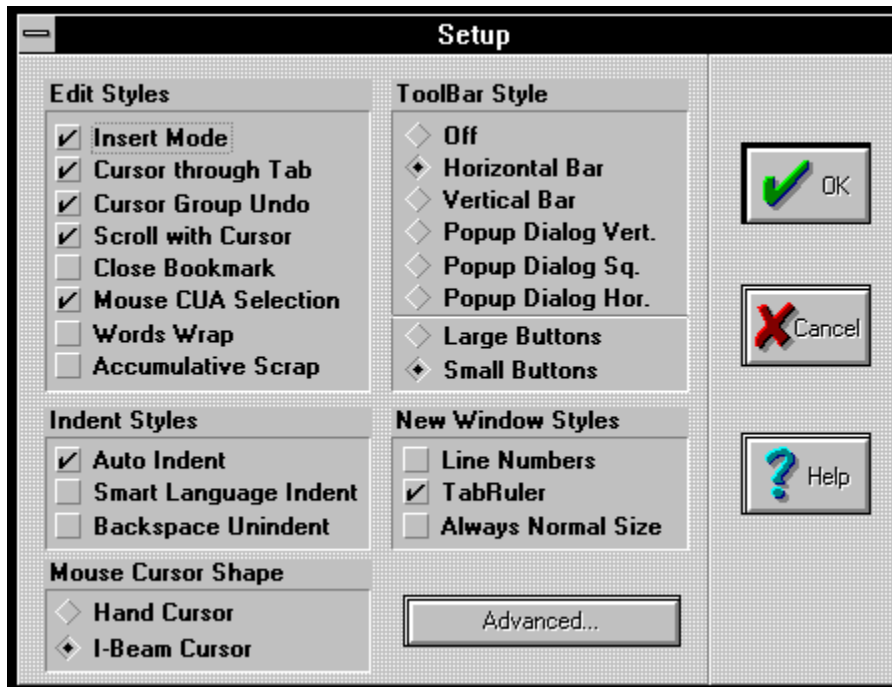 Setup
Edit Styles
Insert Mode
Cursor through Tab
Cursor Group Undo
Scroll with Cursor
Close Bookmark
Mouse CUA Selection
Words Wrap
Accumulative Scrap
ToolBar Style
Off
Horizontal Bar
Vertical Bar
Popup Dialog Vert.
Popup Dialog Sq.
Popup Dialog Hor.
Large Buttons
Small Buttons
Indent Styles
Auto Indent
Smart Language Indent
Backspace Unindent
New Window Styles
Line Numbers
TabRuler
Always Normal Size
Mouse Cursor Shape
Hand Cursor
I-Beam Cursor
Advanced...
OK
Cancel
Help